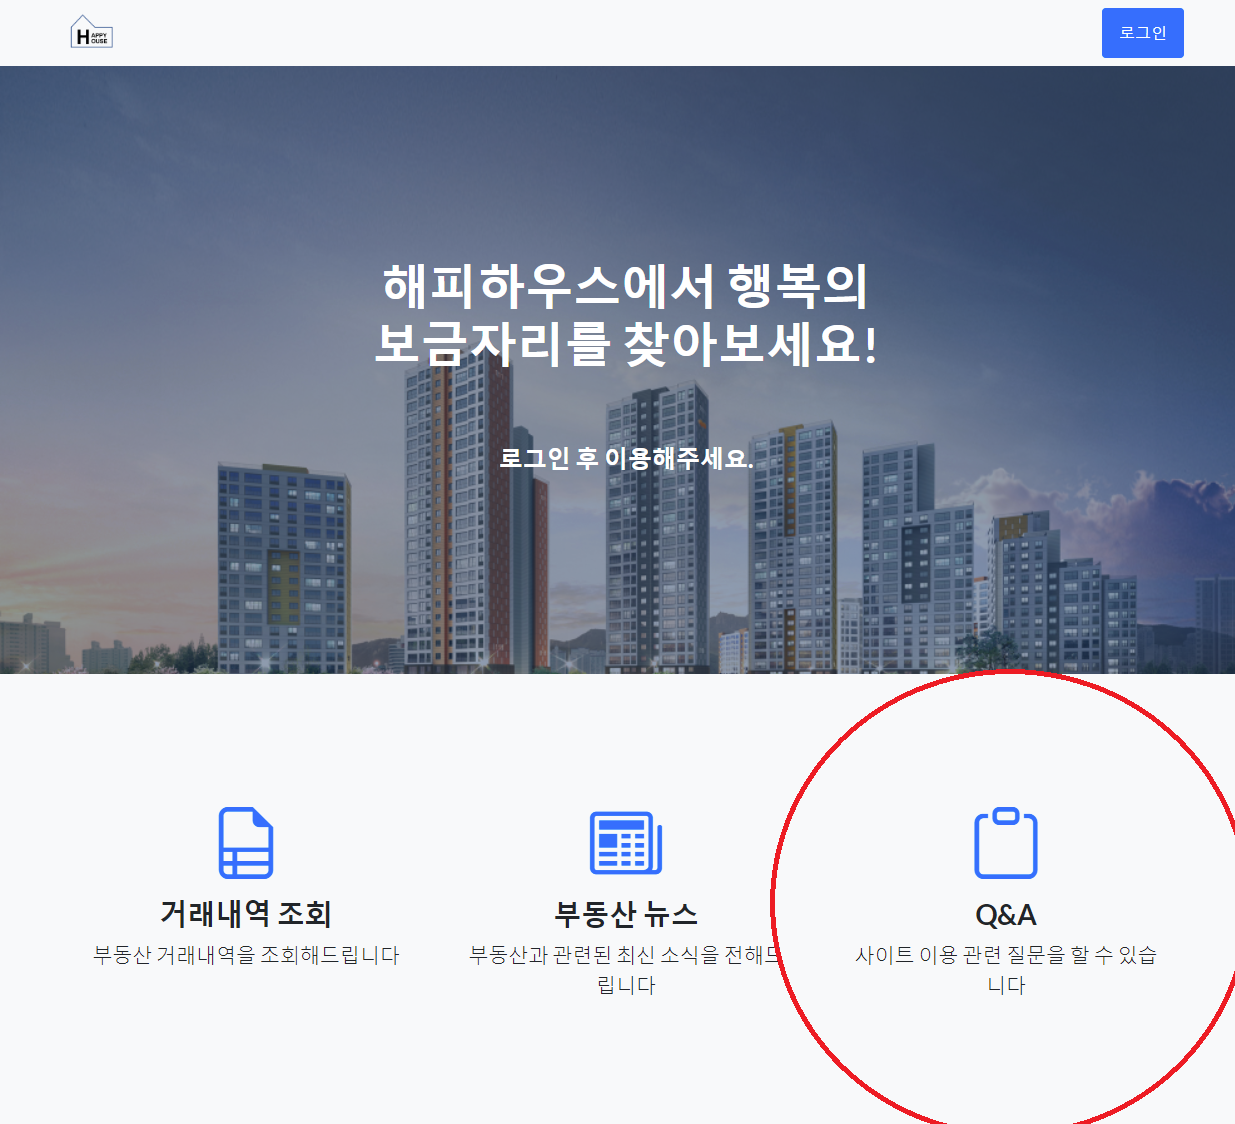 HAPPY
HOUSE
로그인
해피하우스에서 행복의
보금자리를 찾아보세요!
로그인 후 이용해주세요.
거래내역 조회
부동산 거래내역을 조회해드립니다
부동산 뉴스
부동산과 관련된 최신 소식을 전해드
립니다
Q&A
사이트 이용 관련 질문을 할 수 있습
니다